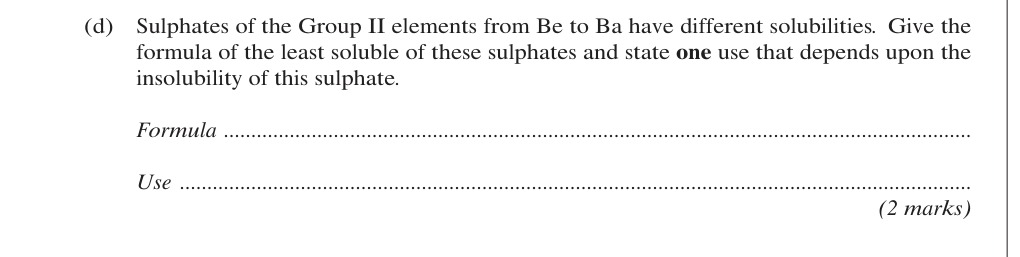 (d) Sulphates of the Group II elements from Be to Ba have different solubilities. Give the
formula of the least soluble of these sulphates and state one use that depends upon the
insolubility of this sulphate.
Formula ........................................................................................................................................
Use ................................................................................................................................................
(2 marks)